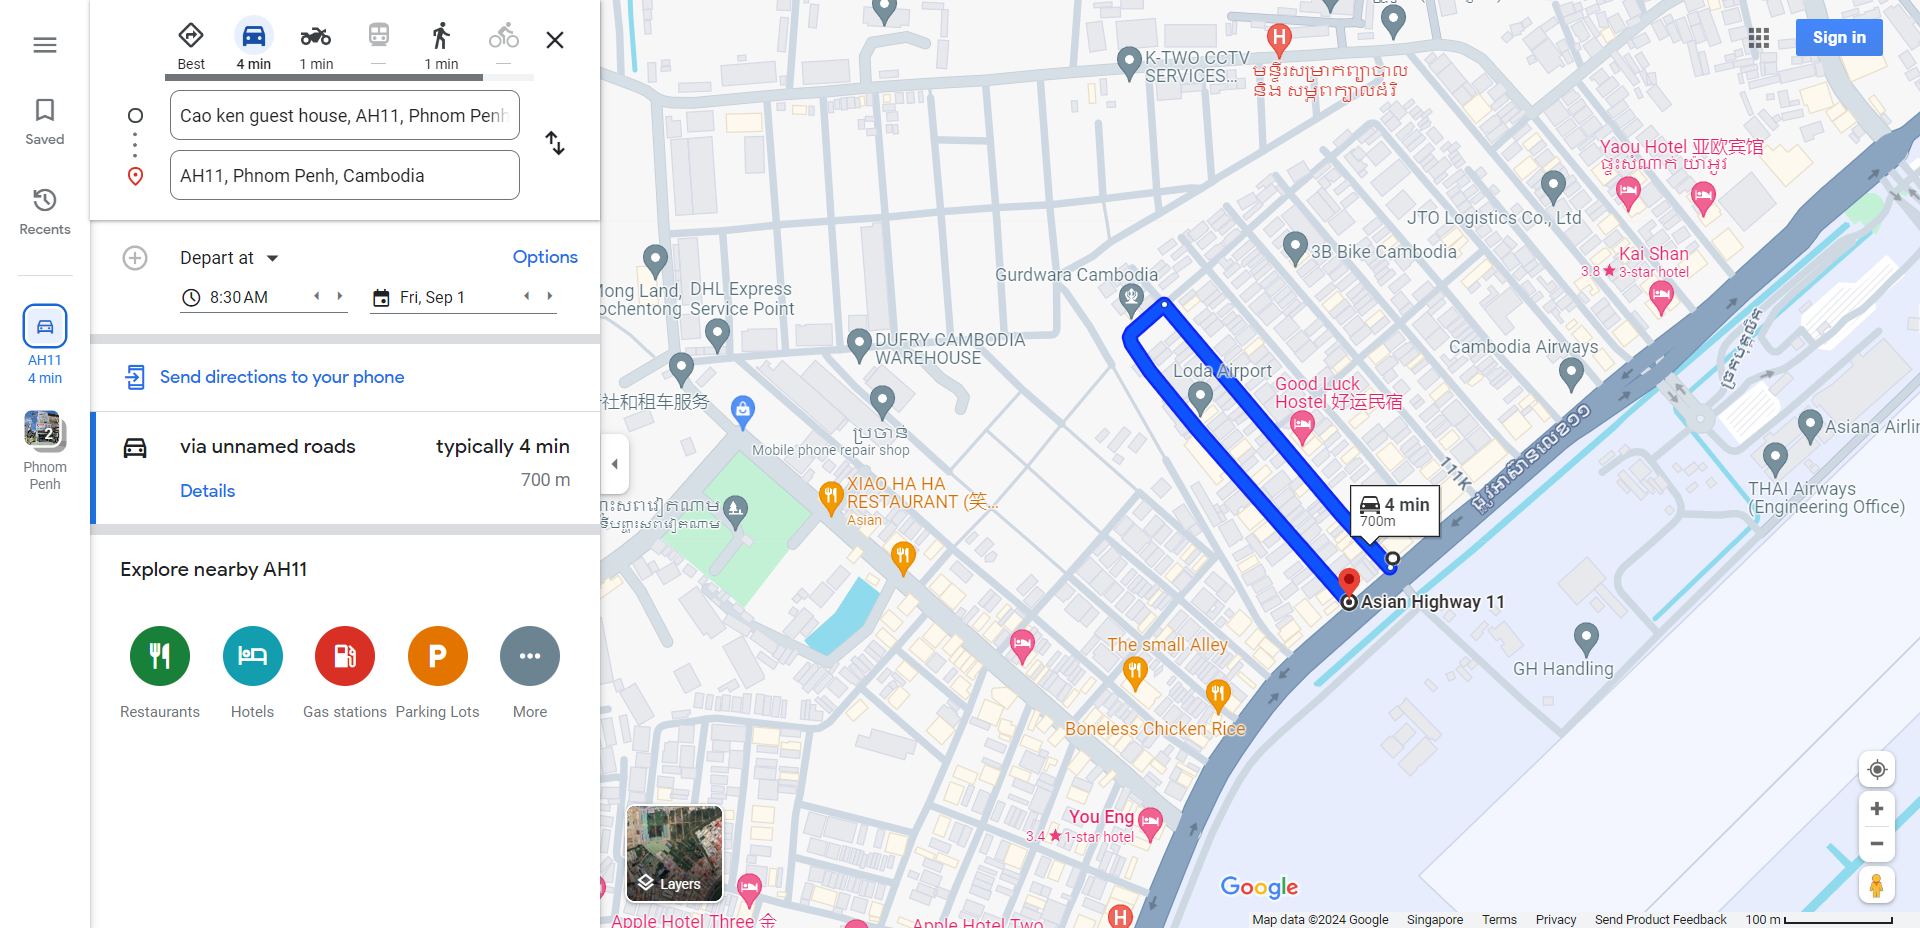 Best
4 min
1 min
1 min
Sign in
Saved
Recents
AH11
4 min
2
Phnom
Penh
Cao ken guest house, AH11, Phnom Penh
AH11, Phnom Penh, Cambodia
Depart at
Options
8:30 AM
Fri, Sep 1
Send directions to your phone
via unnamed roads
typically 4 min
700 m
Details
Explore nearby AH11
Restaurants
Hotels
Gas stations
P
Parking Lots
More
K-TWO CCTV
SERVICES...
H
មន្ទីរសម្រាកព្យាបាល
និង សម្ភពក្បាលដំរី
Yaou Hotel 亚欧宾馆
ផ្ទះសំណាក់ យ៉ាអូវ
JTO Logistics Co., Ltd
3B Bike Cambodia
Kai Shan
3.8 ★ 3-star hotel
Gurdwara Cambodia
DHL Express
Service Point
DUFRY CAMBODIA
WAREHOUSE
Cambodia Airways
Loda Airport
Good Luck
Hostel 好运民宿
社和租车服务
ប្រចាន់
Mobile phone repair shop
XIAO HA HA
RESTAURANT (笑...
Asian
111K
4 min
700m
Asian Highway 11
THAI Airways
(Engineering Office)
GH Handling
The small Alley
Boneless Chicken Rice
You Eng
3.4 ★ 1-star hotel
Layers
Apple Hotel Three 金
Apple Hotel Two
H
Google
Map data ©2024 Google
Singapore
Terms
Privacy
Send Product Feedback
100 m